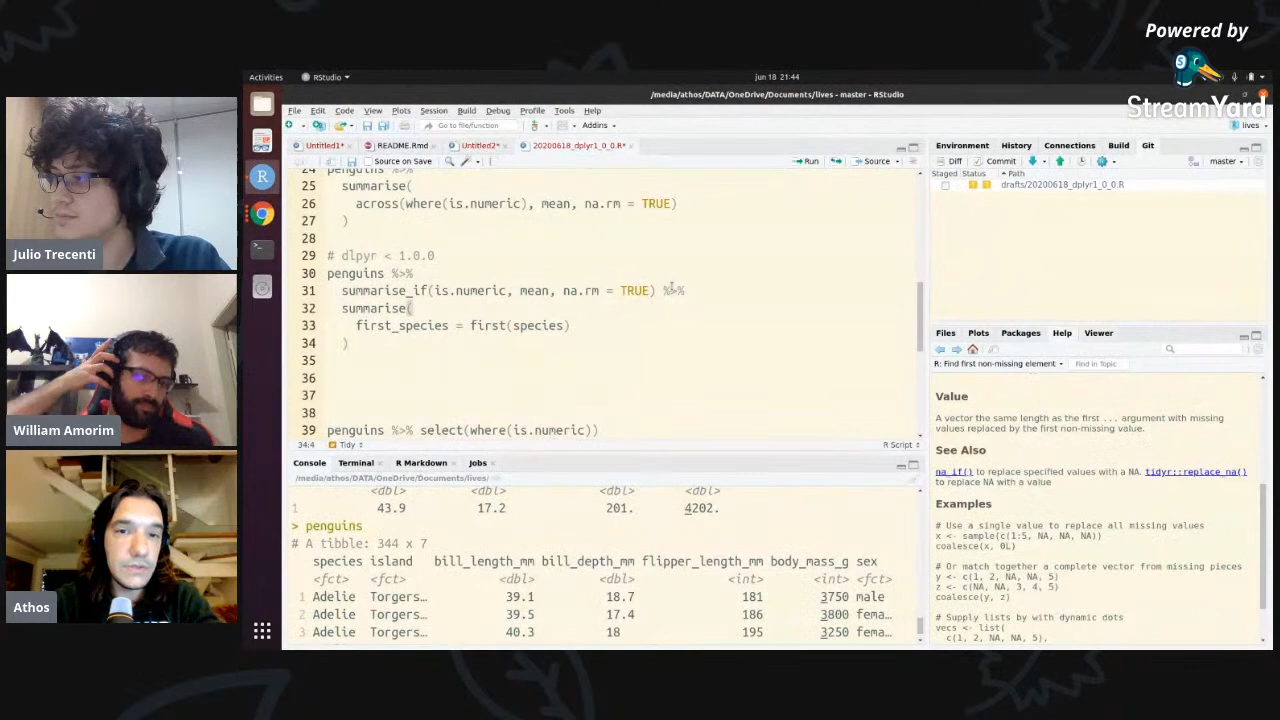 Powered by
StreamYard
Julio Trecenti
William Amorim
Athos
Activities
RStudio
jun 18 21:44
/media/athos/DATA/OneDrive/Documents/lives - master - RStudio
File Edit Code View Plots Session Build Debug Profile Tools Help
Go to file/function
Addins
lives
Untitled1*
README.Rmd
Untitled2*
20200618_dplyr1_0_0.R*
Source on Save
Run
Source
24 penguins %>%
25 summarise(
26 across(where(is.numeric), mean, na.rm = TRUE)
27 )
28
29 # dlpyr < 1.0.0
30 penguins %>%
31 summarise_if(is.numeric, mean, na.rm = TRUE) %>%
32 summarise(
33 first_species = first(species)
34 )
35
36
37
38
39 penguins %>% select(where(is.numeric))
34:4 Tidy R Script
Console Terminal R Markdown Jobs
/media/athos/DATA/OneDrive/Documents/lives/
<dbl> <dbl> <dbl> <dbl>
1 43.9 17.2 201. 4202.
> penguins
# A tibble: 344 x 7
species island bill_length_mm bill_depth_mm flipper_length_mm body_mass_g sex
<fct> <fct> <dbl> <dbl> <int> <int> <fct>
1 Adelie Torgers… 39.1 18.7 181 3750 male
2 Adelie Torgers… 39.5 17.4 186 3800 fema…
3 Adelie Torgers… 40.3 18 195 3250 fema…
Environment History Connections Build Git
Diff Commit master
Staged Status Path
drafts/20200618_dplyr1_0_0.R
Files Plots Packages Help Viewer
R: Find first non-missing element
Find in Topic
Value
A vector the same length as the first ... argument with missing
values replaced by the first non-missing value.
See Also
na_if() to replace specified values with a NA. tidyr::replace_na()
to replace NA with a value
Examples
# Use a single value to replace all missing values
x <- sample(c(1:5, NA, NA, NA))
coalesce(x, 0L)
# Or match together a complete vector from missing pieces
y <- c(1, 2, NA, NA, 5)
z <- c(NA, NA, 3, 4, 5)
coalesce(y, z)
# Supply lists by with dynamic dots
vecs <- list(
c(1, 2, NA, NA, 5),